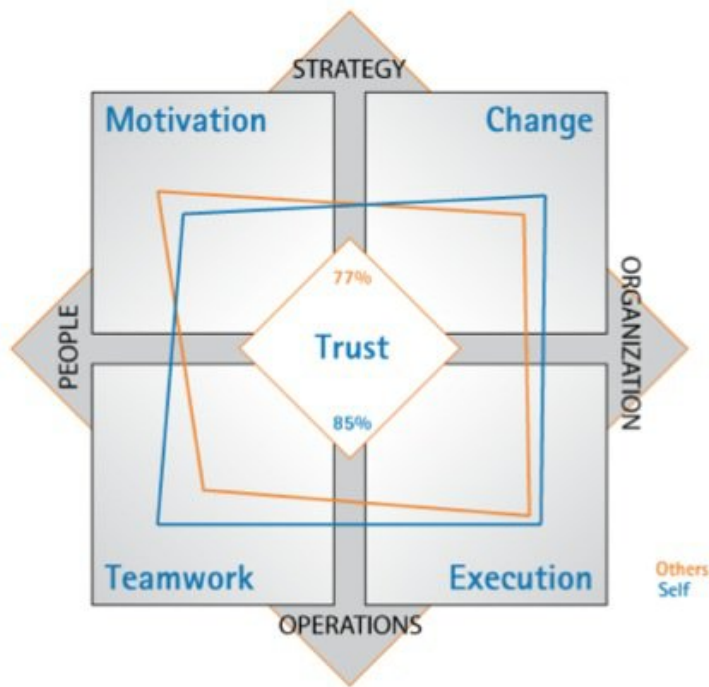 STRATEGY
Motivation
Change
77%
Trust
85%
PEOPLE
ORGANIZATION
Teamwork
Execution
OPERATIONS
Others
Self